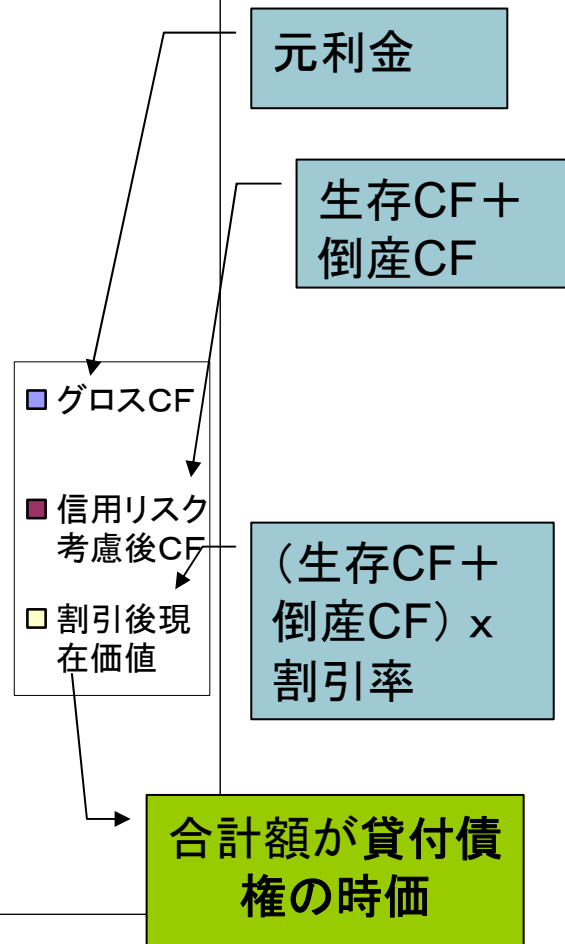 元利金
生存CF＋
倒産CF
グロスCF
信用リスク
考慮後CF
割引後現
在価値
（生存CF＋
倒産CF）x
割引率
合計額が貸付債
権の時価